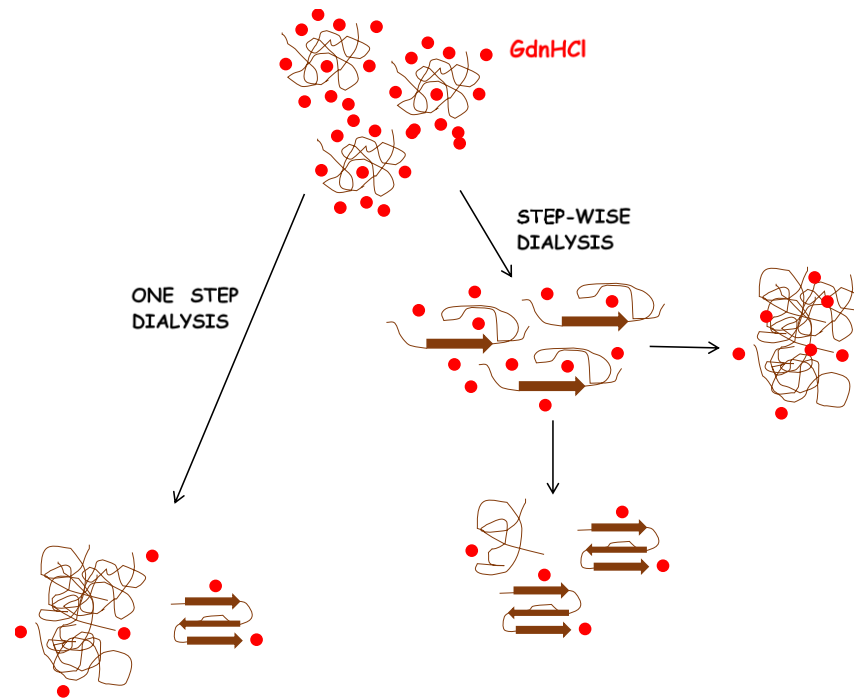 GdnHCl
STEP-WISE
DIALYSIS
ONE STEP
DIALYSIS